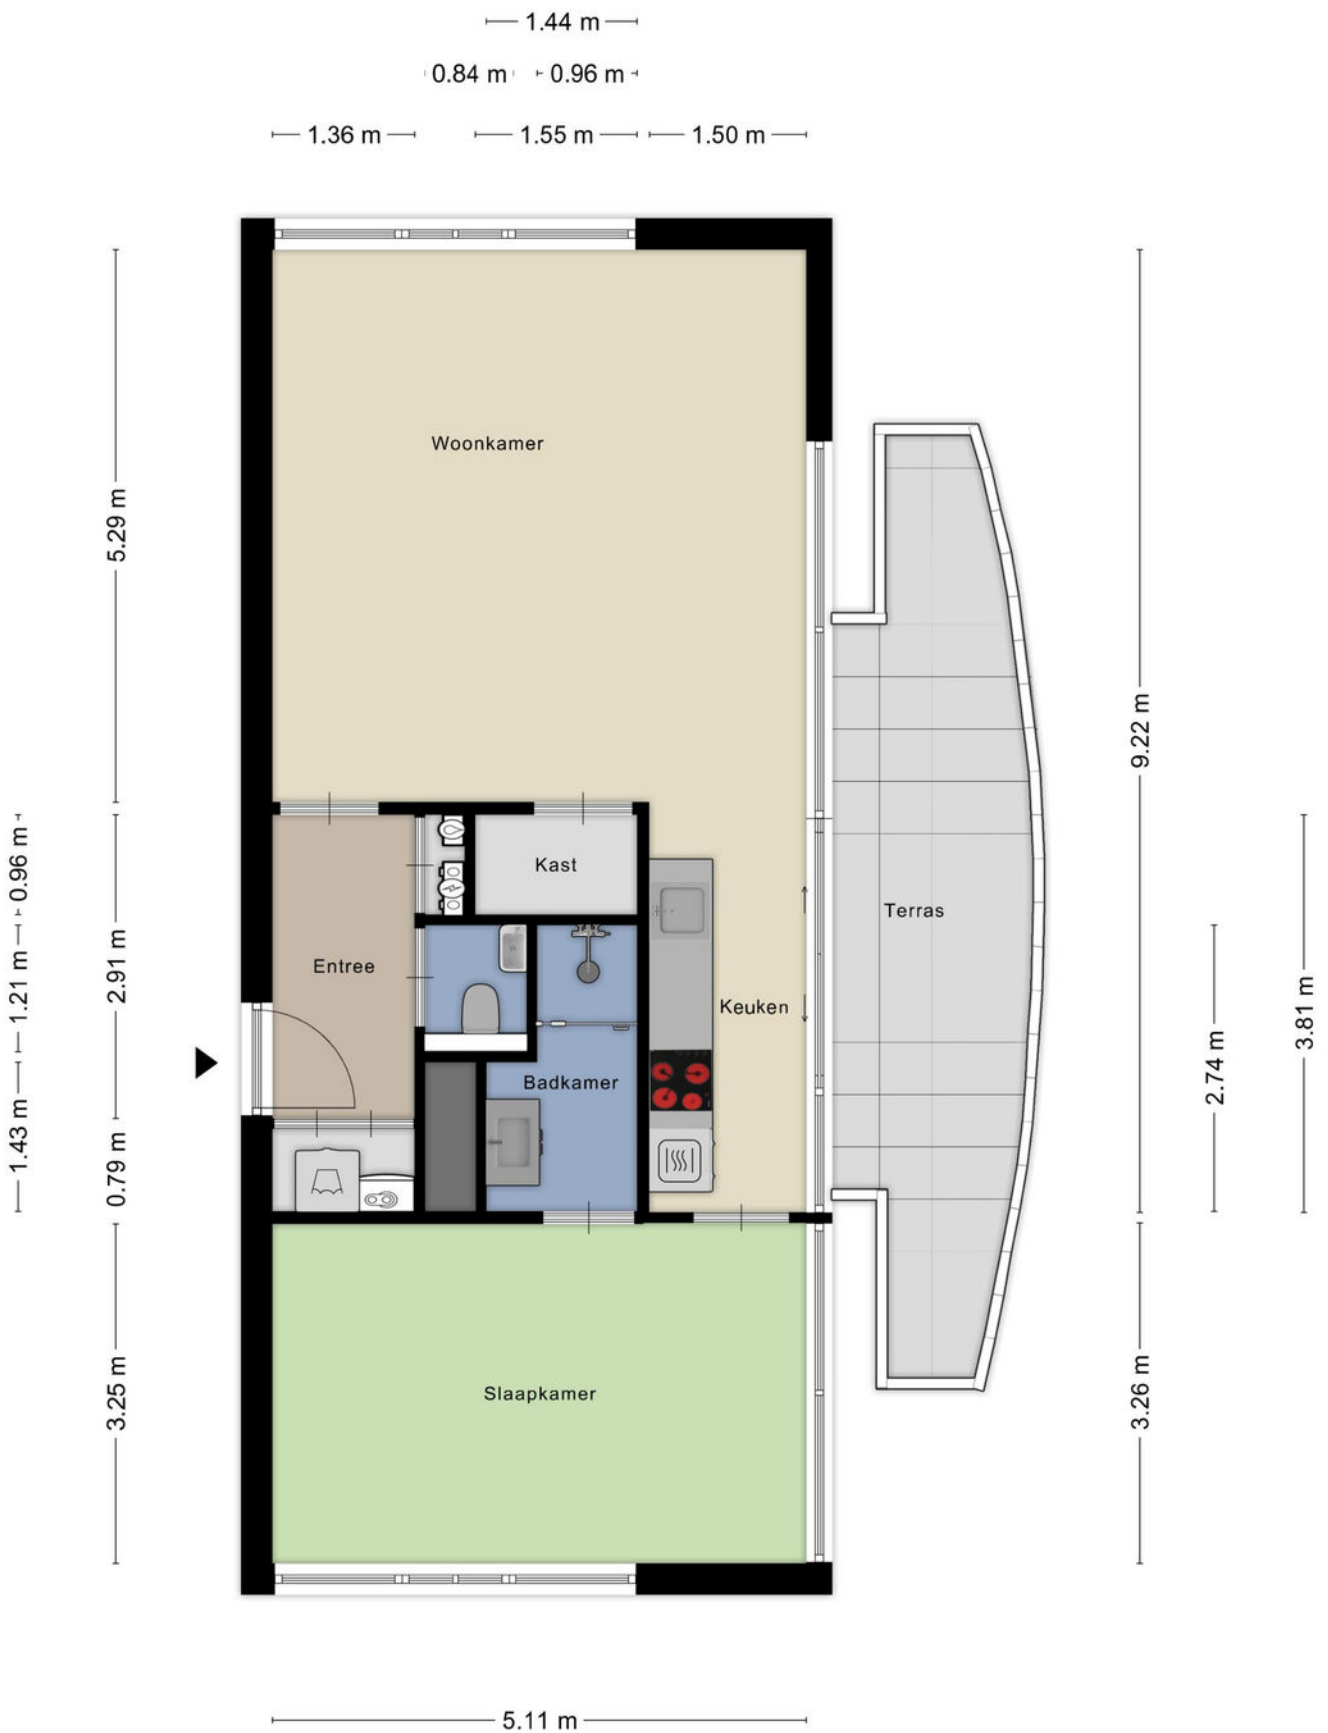 1.44 m
0.84 m
0.96 m
1.36 m
1.55 m
1.50 m
Woonkamer
5.29 m
9.22 m
0.96 m
Kast
Terras
2.91 m
Entree
1.21 m
Keuken
3.81 m
2.74 m
Badkamer
1.43 m
0.79 m
3.25 m
Slaapkamer
3.26 m
5.11 m